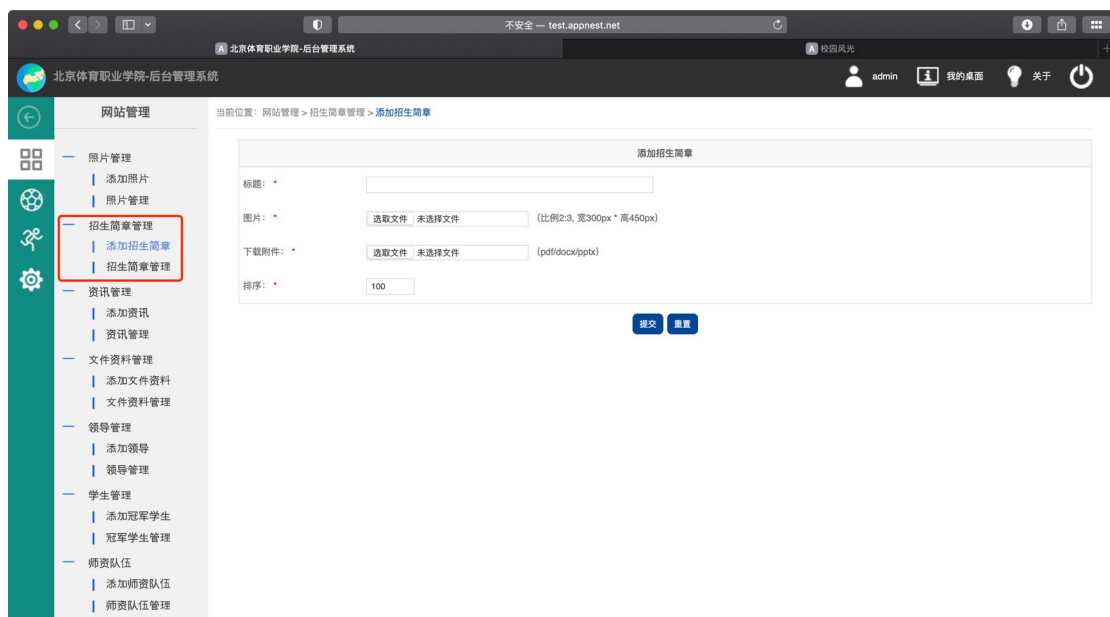 不安全 — test.appnest.net
A 北京体育职业学院-后台管理系统
A 校园风光
北京体育职业学院-后台管理系统
admin
我的桌面
关于
网站管理
当前位置: 网站管理 > 招生简章管理 > 添加招生简章
照片管理
添加照片
照片管理
招生简章管理
添加招生简章
招生简章管理
资讯管理
添加资讯
资讯管理
文件资料管理
添加文件资料
文件资料管理
领导管理
添加领导
领导管理
学生管理
添加冠军学生
冠军学生管理
师资队伍
添加师资队伍
师资队伍管理
添加招生简章
标题: *
图片: * 选取文件 未选择文件 (比例2:3, 宽300px * 高450px)
下载附件: * 选取文件 未选择文件 (pdf/docx/pptx)
排序: * 100
提交 重置